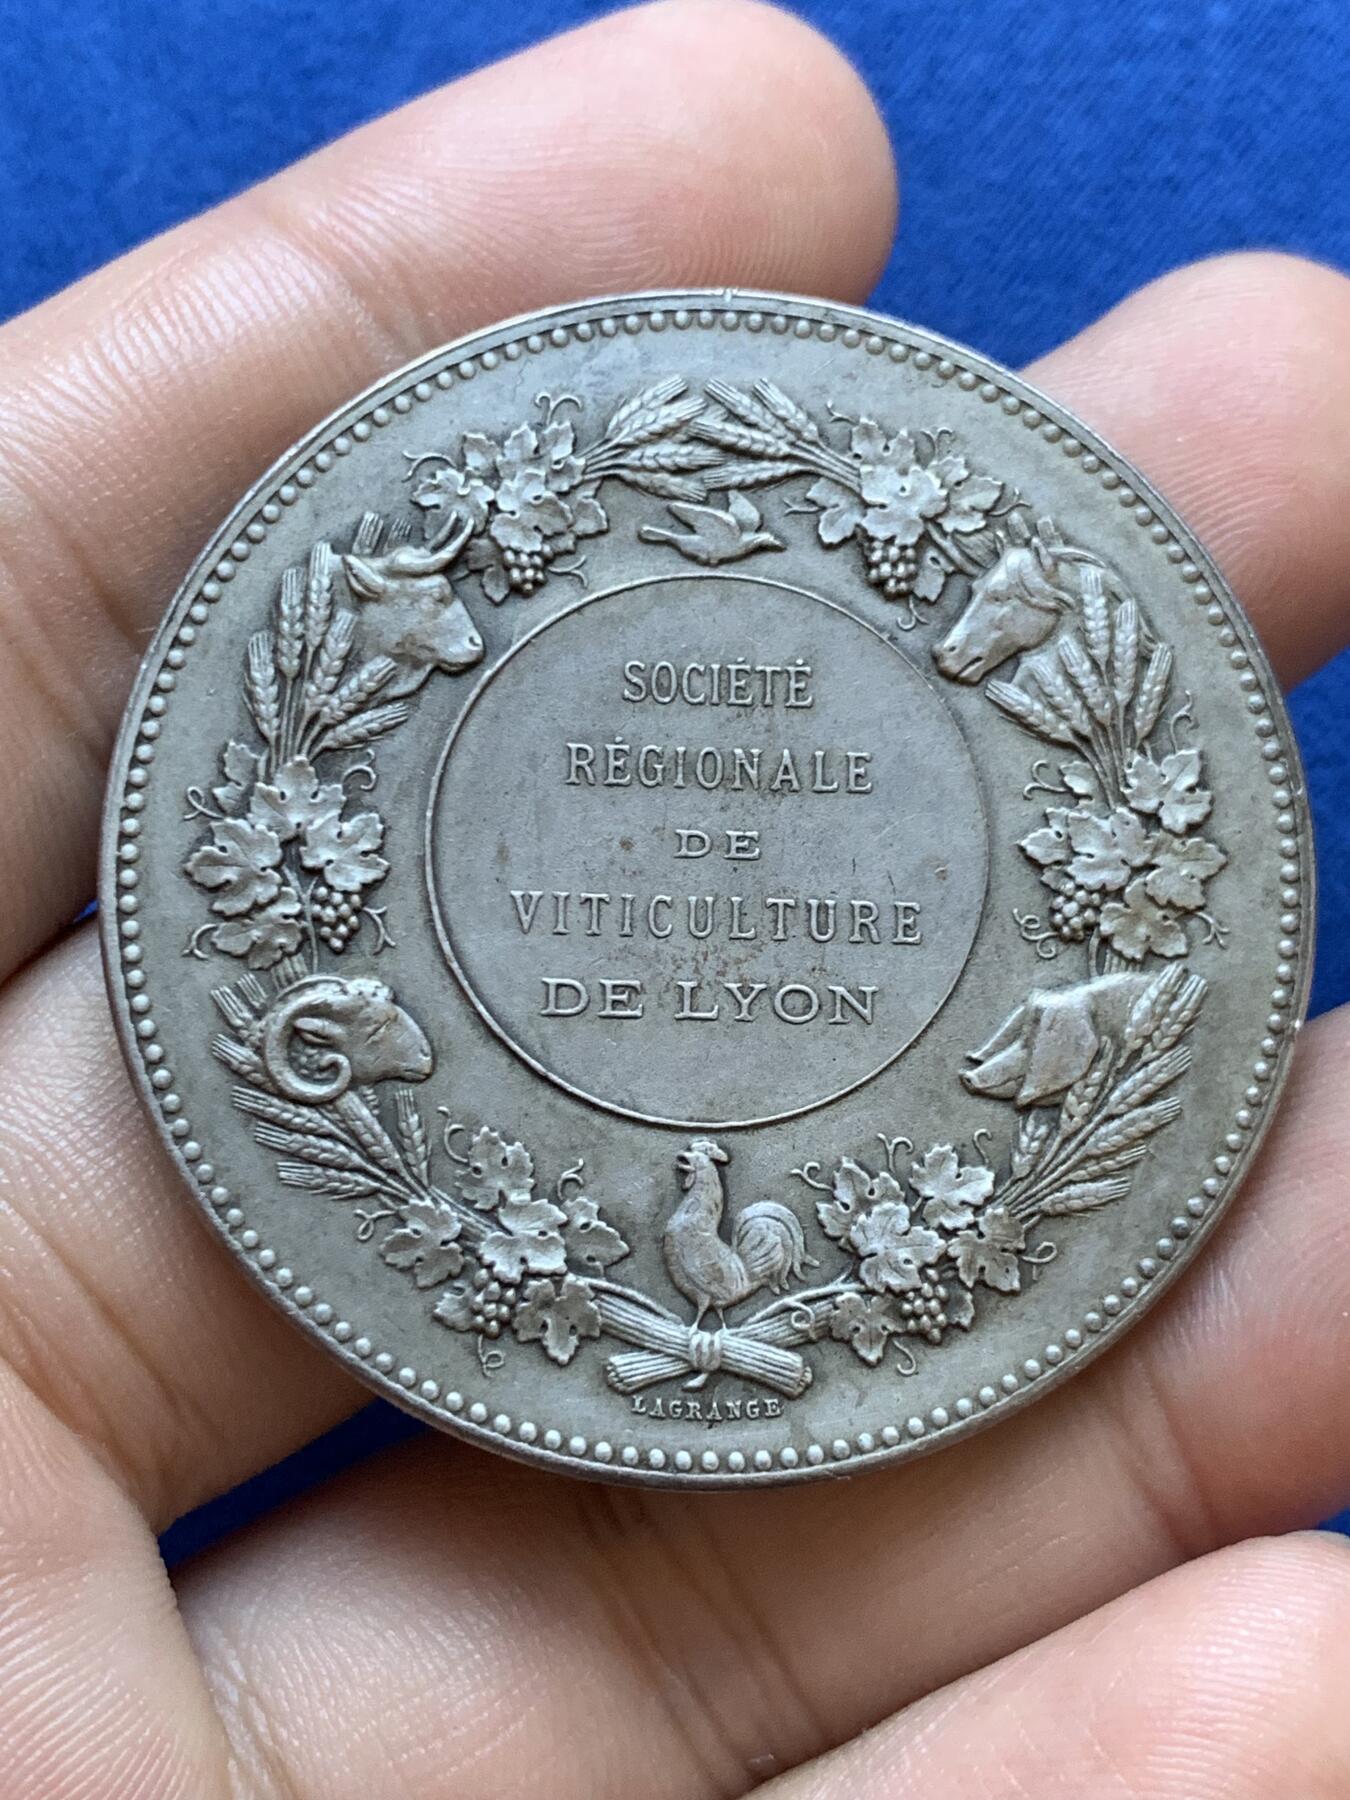 SOCIÉTÉ
RÉGIONALE
DE
VITICULTURE
DE LYON
LAGRANGE